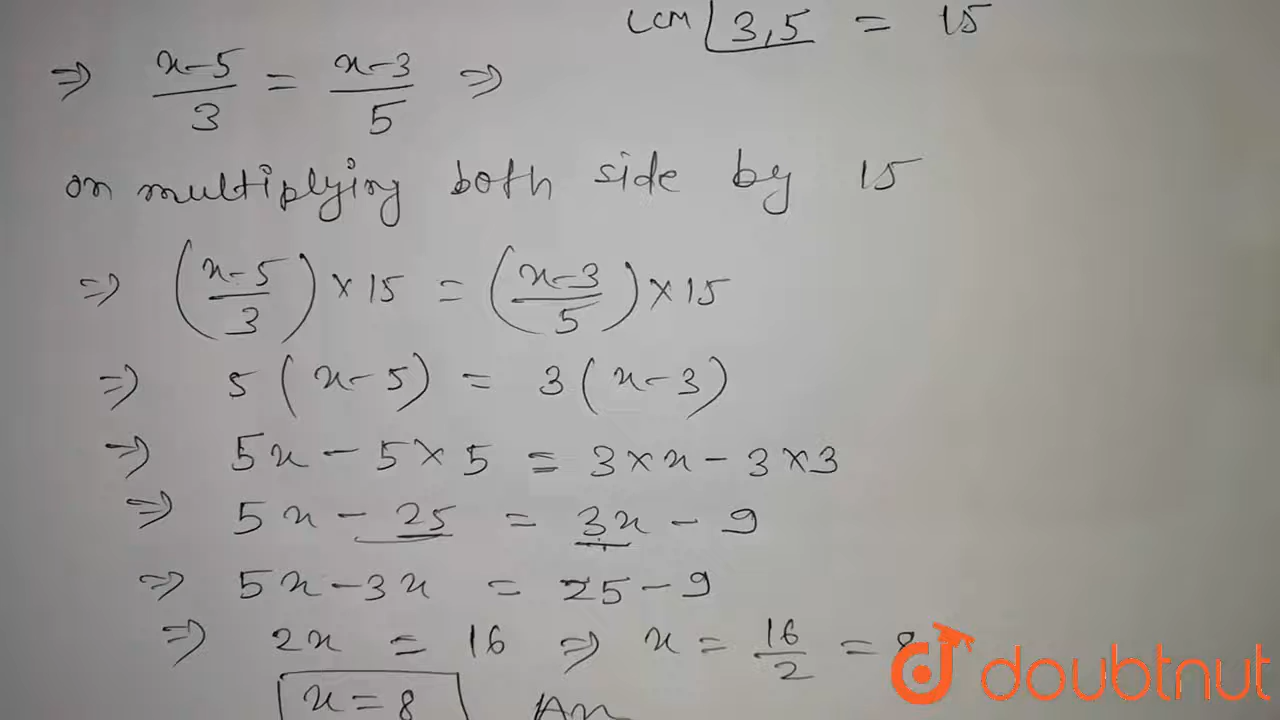 LCM 3,5 = 15
⇒ x-5/3 = x-3/5 ⇒
on multiplying both side by 15
⇒ (x-5/3) × 15 = (x-3/5) × 15
⇒ 5(x-5) = 3(x-3)
⇒ 5x - 5×5 = 3×x - 3×3
⇒ 5x - 25 = 3x - 9
⇒ 5x - 3x = 25 - 9
⇒ 2x = 16 ⇒ x = 16/2 = 8
x = 8 An
doubtnut